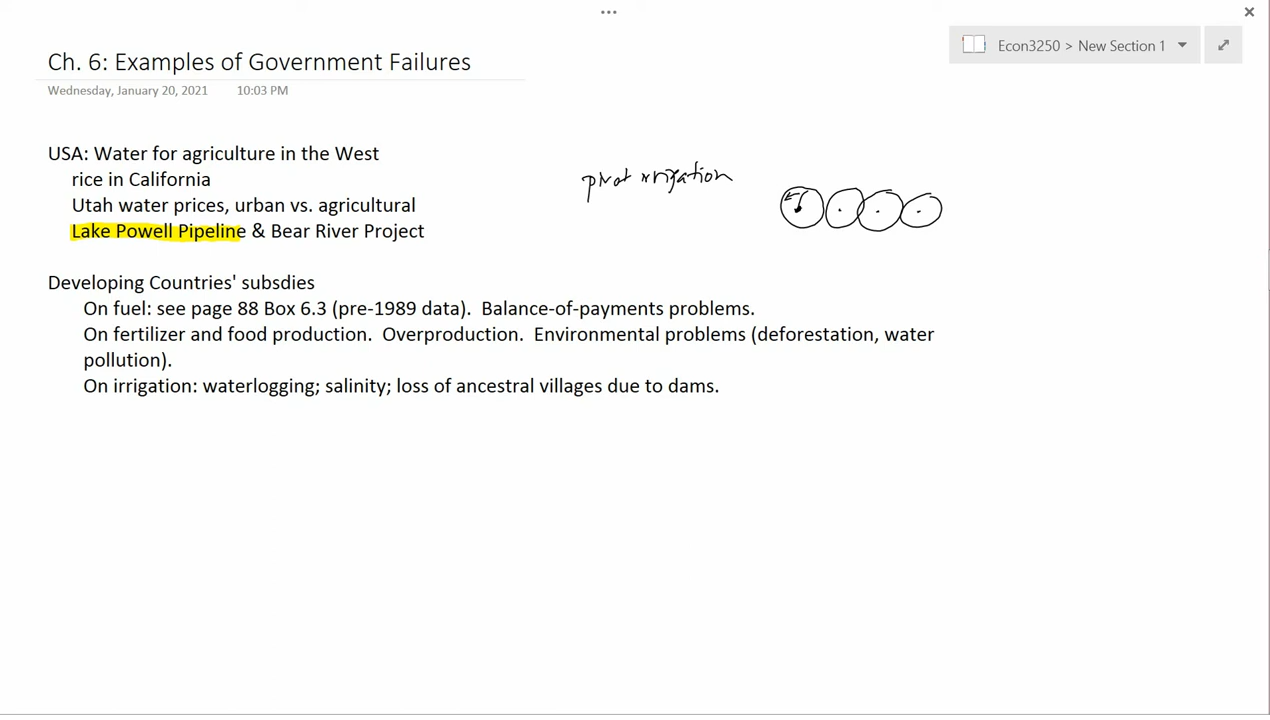 Ch. 6: Examples of Government Failures
Econ3250 > New Section 1
Wednesday, January 20, 2021 10:03 PM
USA: Water for agriculture in the West
rice in California
pivot irrigation
Utah water prices, urban vs. agricultural
Lake Powell Pipeline & Bear River Project
Developing Countries' subsdies
On fuel: see page 88 Box 6.3 (pre-1989 data). Balance-of-payments problems.
On fertilizer and food production. Overproduction. Environmental problems (deforestation, water
pollution).
On irrigation: waterlogging; salinity; loss of ancestral villages due to dams.